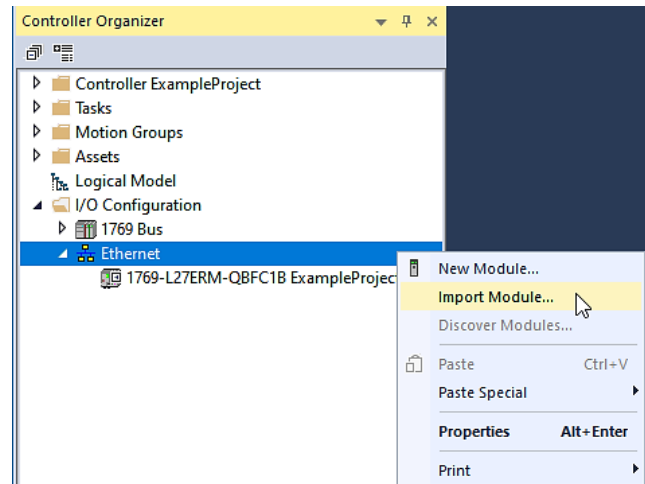 Controller Organizer
Controller ExampleProject
Tasks
Motion Groups
Assets
Logical Model
I/O Configuration
1769 Bus
Ethernet
1769-L27ERM-QBFC1B ExampleProjec
New Module...
Import Module...
Discover Modules...
Paste Ctrl+V
Paste Special
Properties Alt+Enter
Print